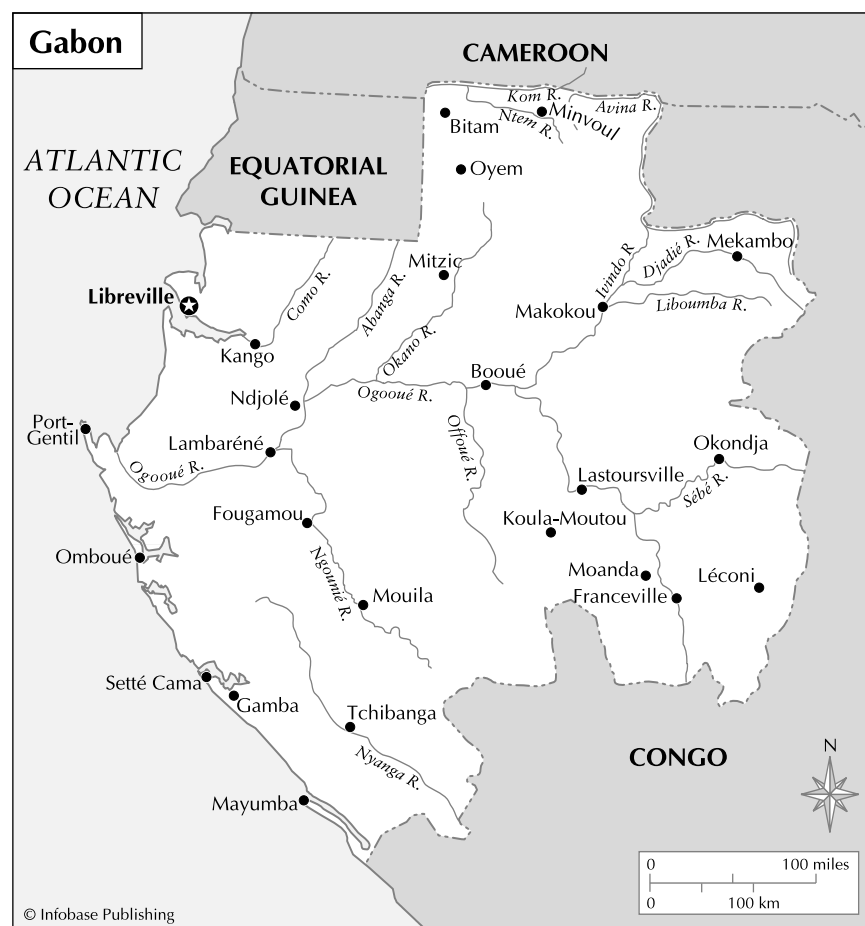 Gabon
CAMEROON
Kom R.
Avina R.
Ntem R.
Minvoul
Bitam
ATLANTIC
OCEAN
EQUATORIAL
GUINEA
Oyem
Mitzic
Ivindo R.
Djadié R.
Mekambo
Libreville
Como R.
Abanga R.
Okano R.
Makokou
Liboumba R.
Kango
Booué
Ndjolé
Ogooué R.
Port-
Gentil
Lambaréné
Ogooué R.
Offoué R.
Okondja
Lastoursville
Sébé R.
Fougamou
Koula-Moutou
Omboué
Ngounié R.
Moanda
Léconi
Mouila
Franceville
Setté Cama
Gamba
Tchibanga
Nyanga R.
CONGO
N
Mayumba
0 100 miles
0 100 km
© Infobase Publishing